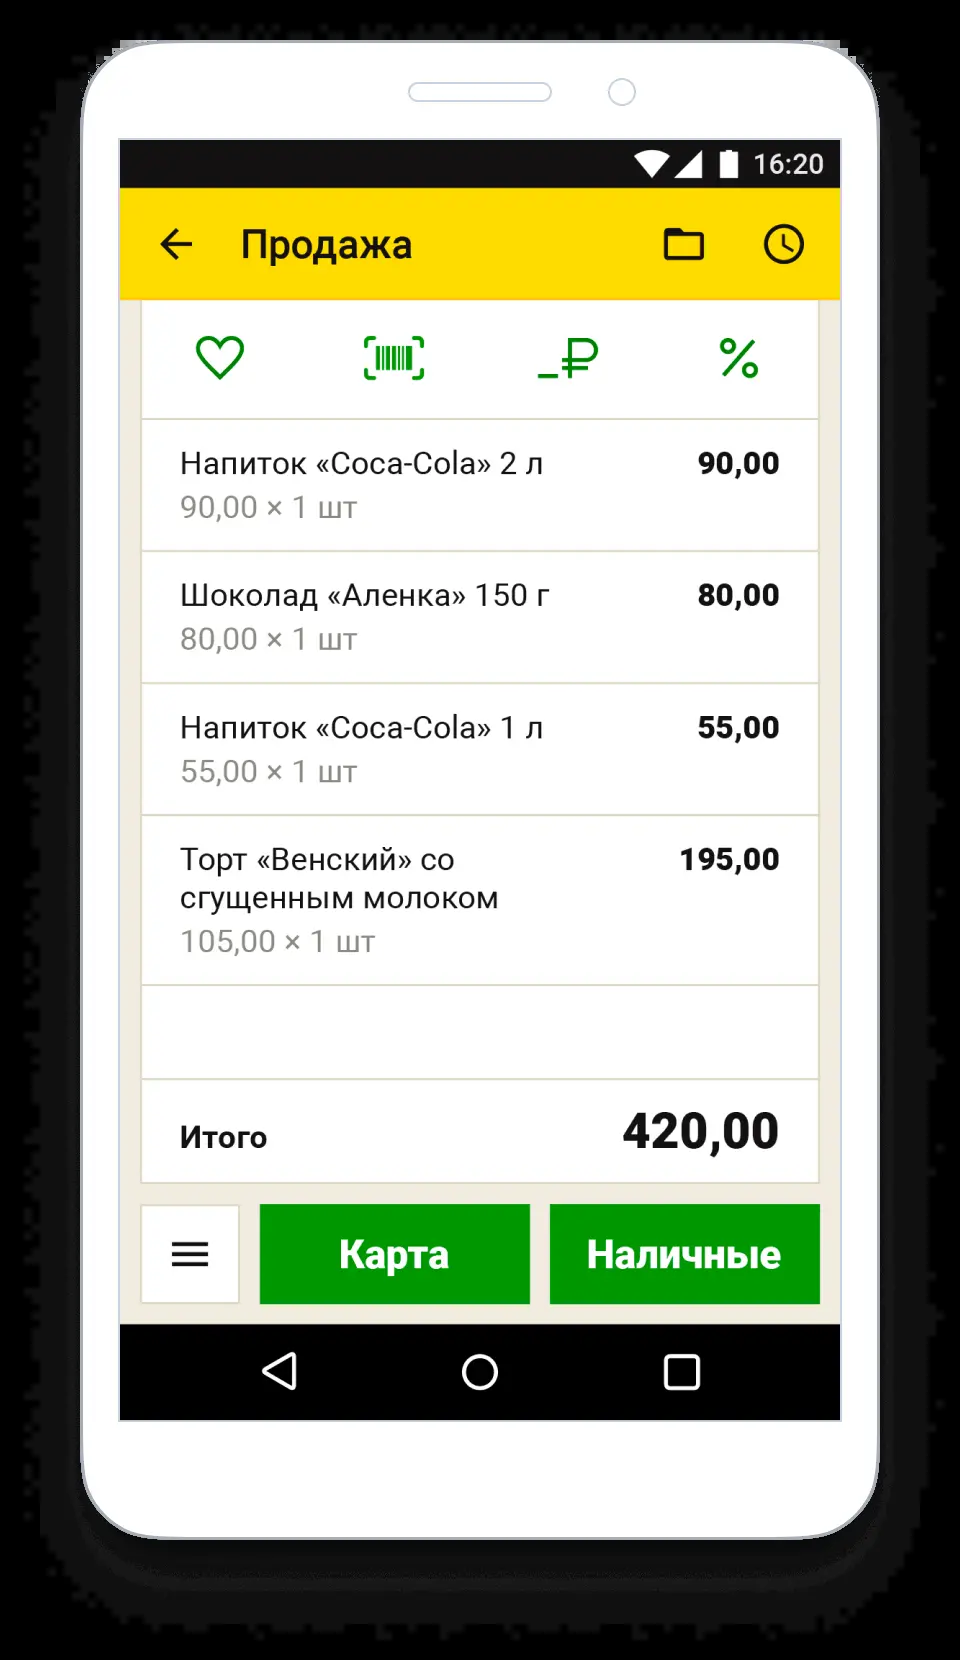 16:20
Продажа
Напиток «Coca-Cola» 2 л 90,00
90,00 × 1 шт
Шоколад «Аленка» 150 г 80,00
80,00 × 1 шт
Напиток «Coca-Cola» 1 л 55,00
55,00 × 1 шт
Торт «Венский» со 195,00
сгущенным молоком
105,00 × 1 шт
Итого 420,00
Карта Наличные